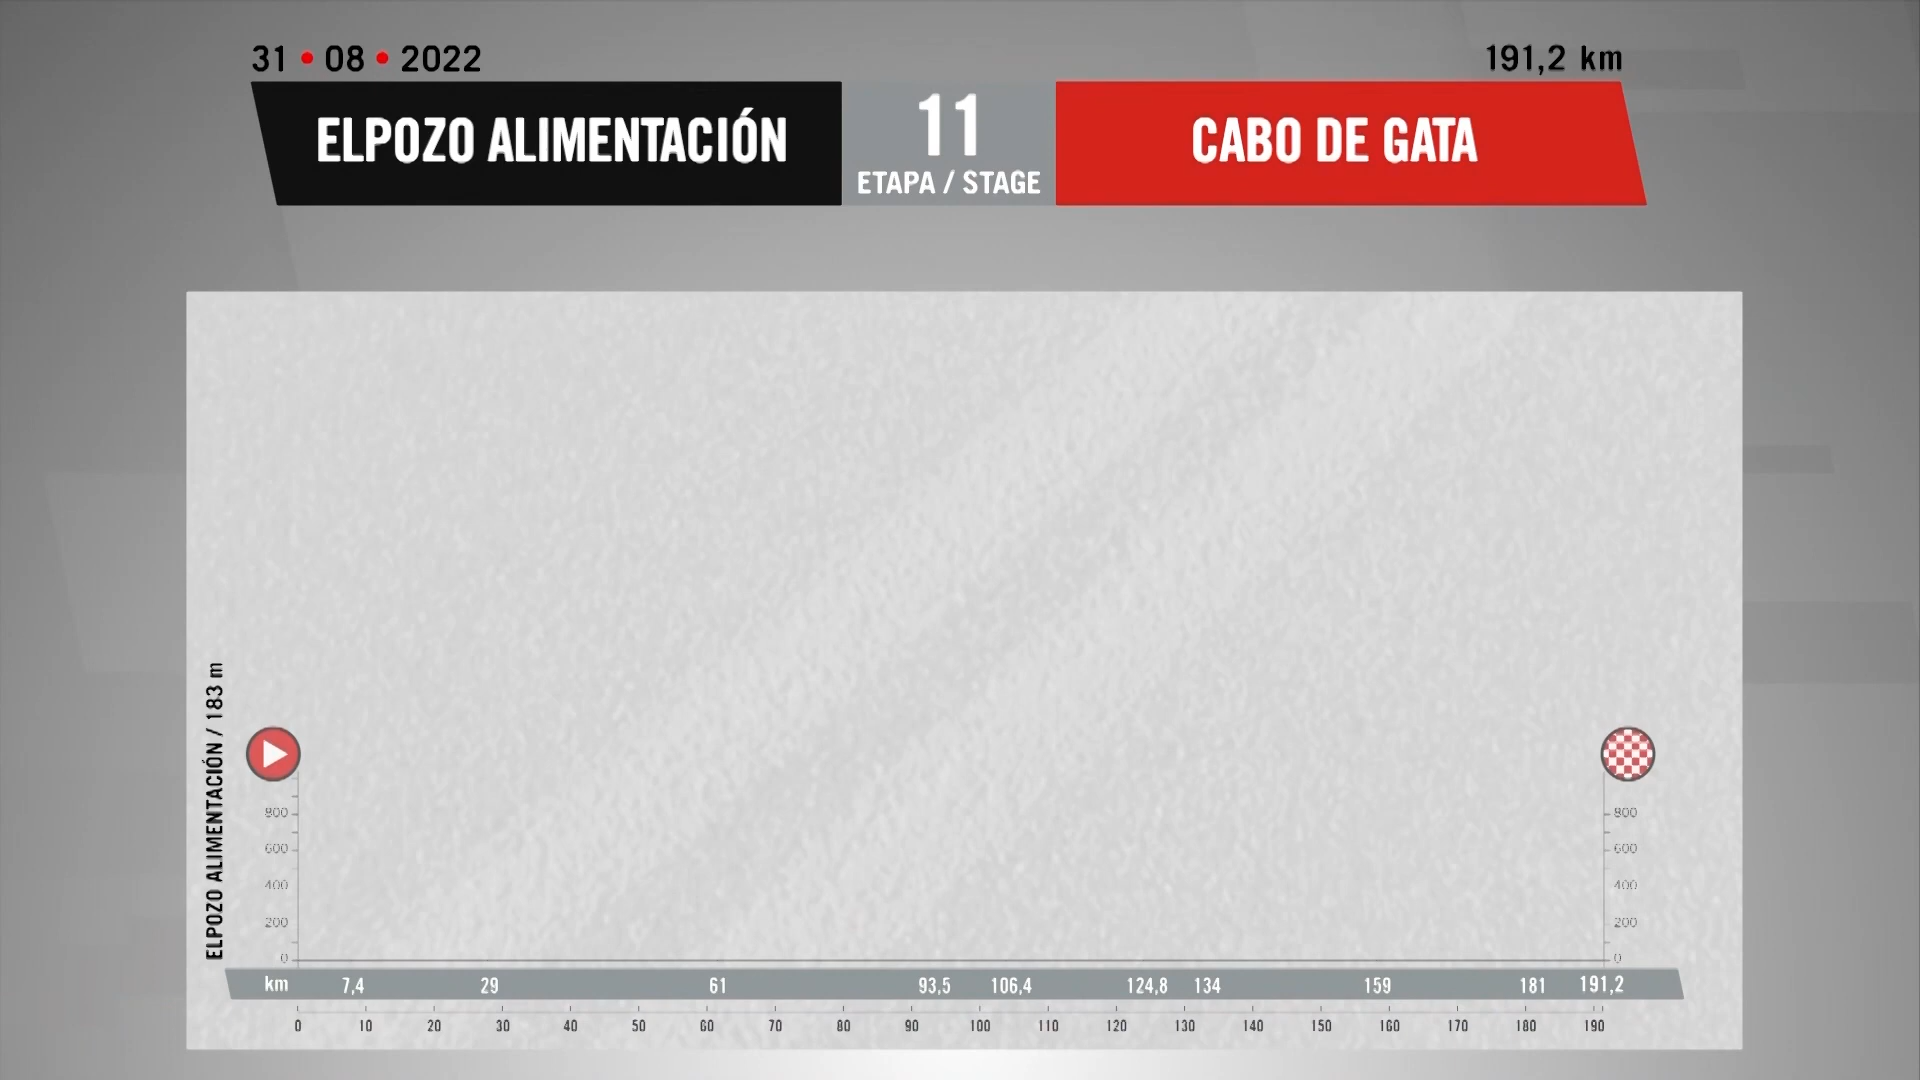 31 • 08 • 2022
191,2 km
ELPOZO ALIMENTACIÓN
11
ETAPA / STAGE
CABO DE GATA
ELPOZO ALIMENTACIÓN / 183 m
800
600
400
200
0
800
600
400
200
0
km 7,4 29 61 93,5 106,4 124,8 134 159 181 191,2
0 10 20 30 40 50 60 70 80 90 100 110 120 130 140 150 160 170 180 190